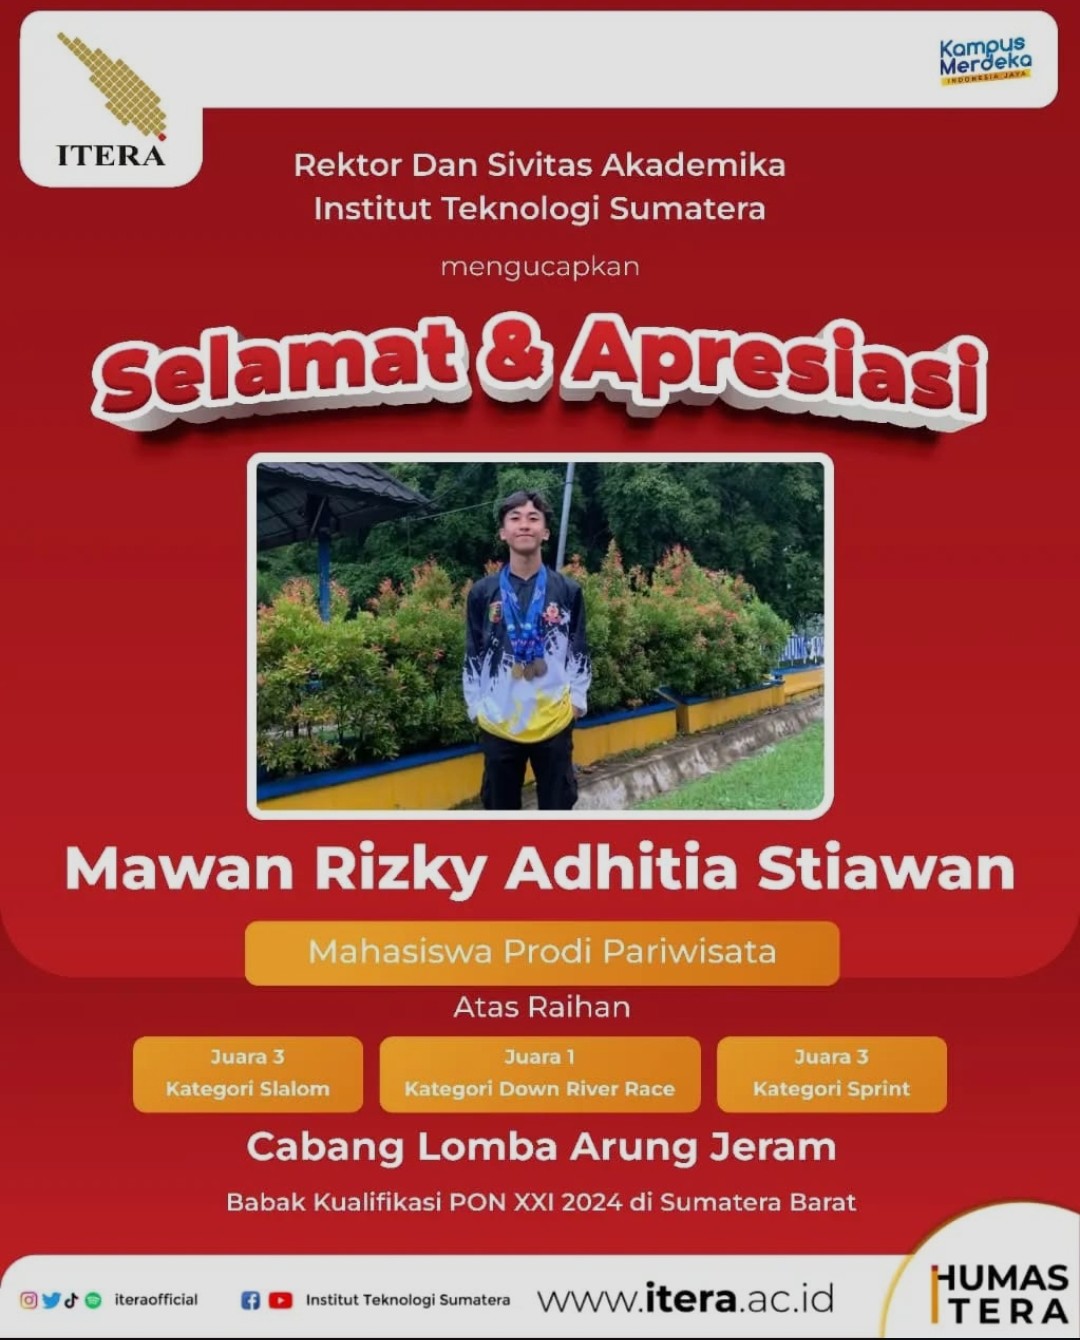 ITERA
Kampus
Merdeka
INDONESIA JAYA
Rektor Dan Sivitas Akademika
Institut Teknologi Sumatera
mengucapkan
Selamat & Apresiasi
Mawan Rizky Adhitia Stiawan
Mahasiswa Prodi Pariwisata
Atas Raihan
Juara 3
Kategori Slalom
Juara 1
Kategori Down River Race
Juara 3
Kategori Sprint
Cabang Lomba Arung Jeram
Babak Kualifikasi PON XXI 2024 di Sumatera Barat
iteraofficial
Institut Teknologi Sumatera
www.itera.ac.id
HUMAS
ITERA